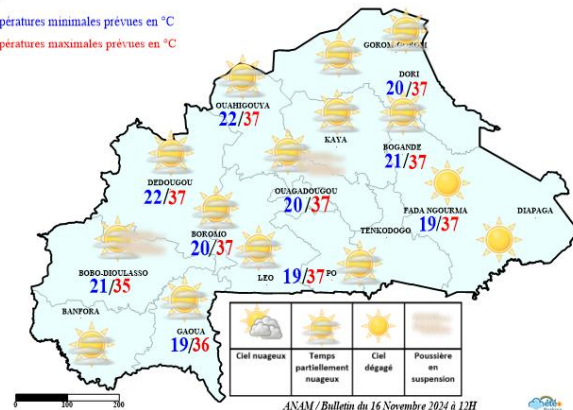 pératures minimales prévues en °C
pératures maximales prévues en °C
GOROM-GOROM
DORI
20/37
OUAHIGOUYA
22/37
KAYA
BOGANDE
21/37
DEDOUGOU
22/37
OUAGADOUGOU
20/37
FADA NGOURMA
19/37
DIAPAGA
BOROMO
20/37
TENKODOGO
BOBO-DIOULASSO
21/35
LEO
19/37
PO
BANFORA
GAOUA
19/36
Ciel nuageux
Temps partiellement nuageux
Ciel dégagé
Poussière en suspension
0 100 200
ANAM / Bulletin du 16 Novembre 2024 à 12H